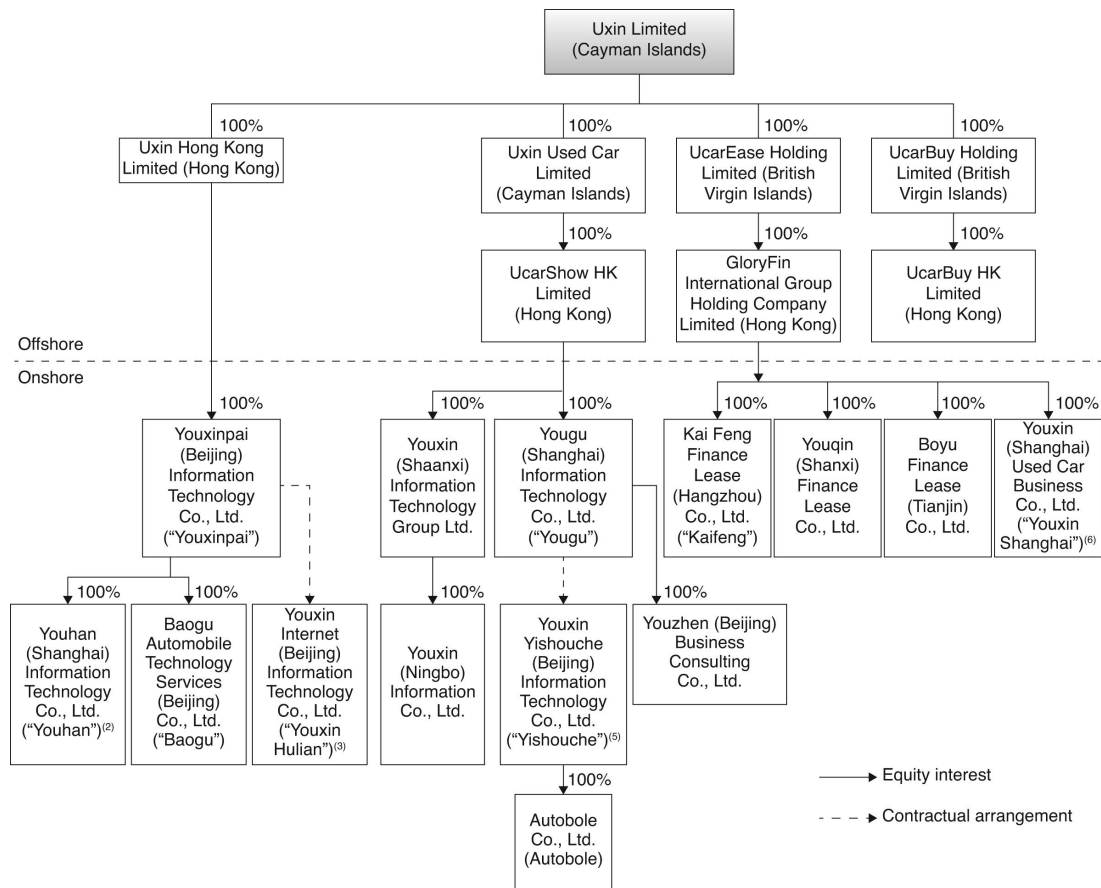 Uxin Limited
(Cayman Islands)
100%
100%
100%
100%
Uxin Hong Kong
Limited (Hong Kong)
Uxin Used Car
Limited
(Cayman Islands)
UcarEase Holding
Limited (British
Virgin Islands)
UcarBuy Holding
Limited (British
Virgin Islands)
100%
100%
100%
UcarShow HK
Limited
(Hong Kong)
GloryFin
International Group
Holding Company
Limited (Hong Kong)
UcarBuy HK
Limited
(Hong Kong)
Offshore
Onshore
100%
100%
100%
100%
100%
100%
100%
Youxinpai
(Beijing)
Information
Technology
Co., Ltd.
(“Youxinpai”)
Youxin
(Shaanxi)
Information
Technology
Group Ltd.
Yougu
(Shanghai)
Information
Technology
Co., Ltd.
(“Yougu”)
Kai Feng
Finance
Lease
(Hangzhou)
Co., Ltd.
(“Kaifeng”)
Youqin
(Shanxi)
Finance
Lease
Co., Ltd.
Boyu
Finance
Lease
(Tianjin)
Co., Ltd.
Youxin
(Shanghai)
Used Car
Business
Co., Ltd.
(“Youxin
Shanghai”)(6)
100%
100%
100%
100%
Youhan
(Shanghai)
Information
Technology
Co., Ltd.
(“Youhan”)(2)
Baogu
Automobile
Technology
Services
(Beijing)
Co., Ltd.
(“Baogu”)
Youxin
Internet
(Beijing)
Information
Technology
Co., Ltd.
(“Youxin
Hulian”)(3)
Youxin
(Ningbo)
Information
Co., Ltd.
Youxin
Yishouche
(Beijing)
Information
Technology
Co., Ltd.
(“Yishouche”)(5)
Youzhen (Beijing)
Business
Consulting
Co., Ltd.
100%
Autobole
Co., Ltd.
(Autobole)
Equity interest
Contractual arrangement